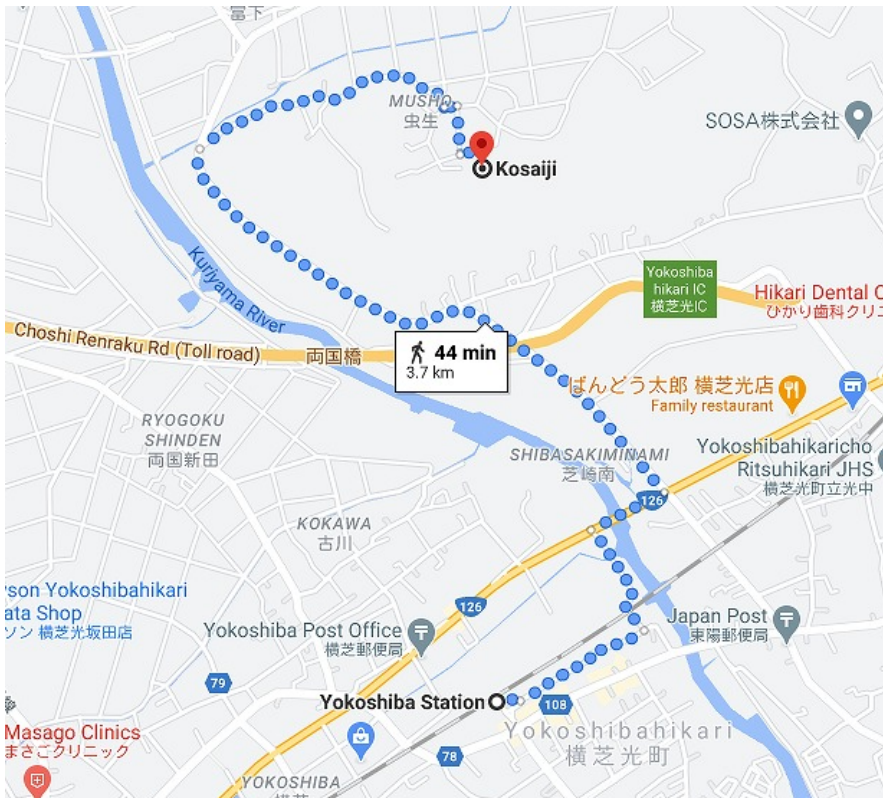 富下
MUSHO
虫生
SOSA株式会社
Kosaiji
Kuriyama River
Yokoshiba
hikari IC
横芝光IC
Hikari Dental C
ひかり歯科クリニ
Choshi Renraku Rd (Toll road)
両国橋
44 min
3.7 km
ばんどう太郎 横芝光店
Family restaurant
RYOGOKU
SHINDEN
両国新田
SHIBASAKIMINAMI
芝崎南
Yokoshibahikaricho
Ritsuhikari JHS
横芝光町立光中
126
KOKAWA
古川
son Yokoshibahikari
ata Shop
ソン 横芝光坂田店
126
Yokoshiba Post Office
横芝郵便局
Japan Post
東陽郵便局
79
Yokoshiba Station
108
Masago Clinics
まさごクリニック
Yokoshibahikari
横芝光町
78
YOKOSHIBA